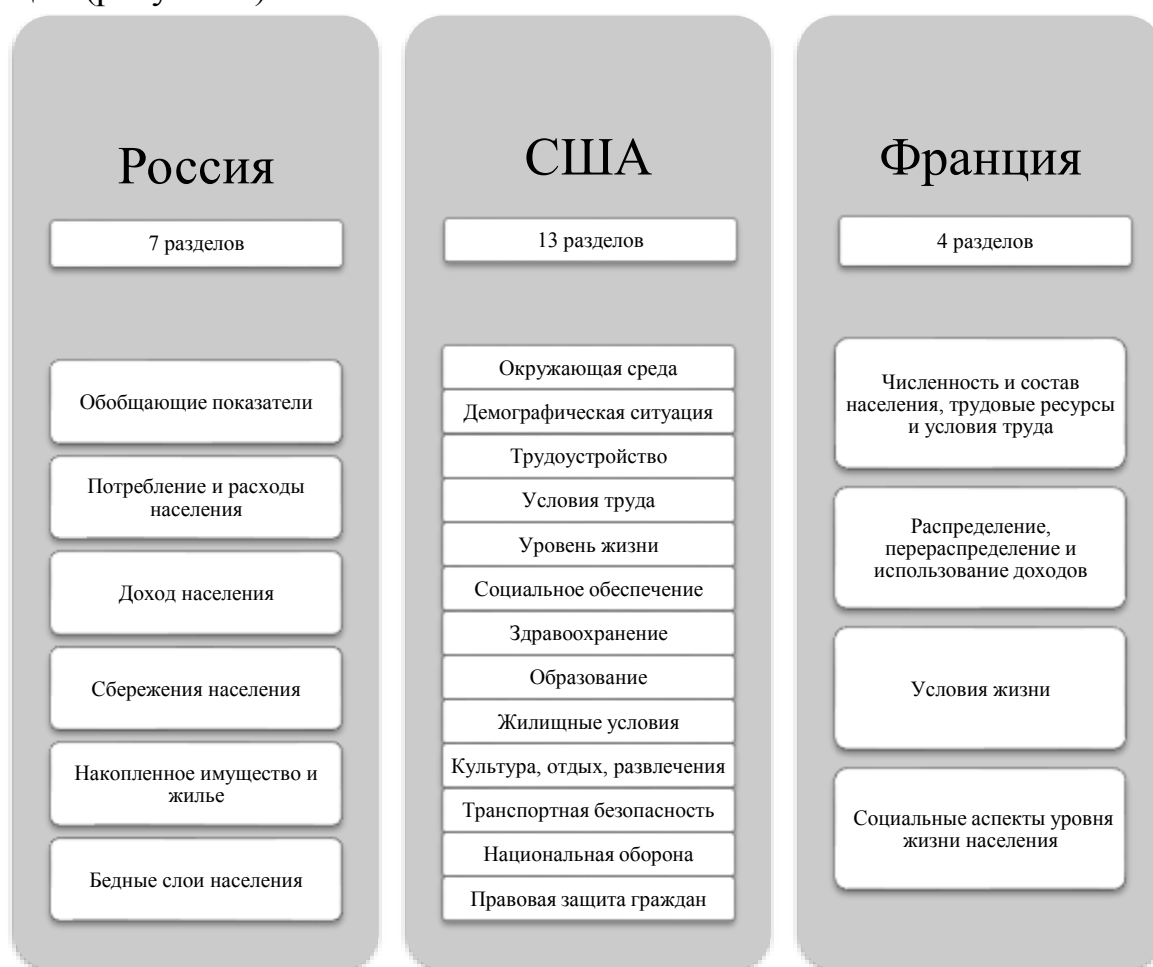 Россия
7 разделов
Обобщающие показатели
Потребление и расходы
населения
Доход населения
Сбережения населения
Накопленное имущество и
жилье
Бедные слои населения
США
13 разделов
Окружающая среда
Демографическая ситуация
Трудоустройство
Условия труда
Уровень жизни
Социальное обеспечение
Здравоохранение
Образование
Жилищные условия
Культура, отдых, развлечения
Транспортная безопасность
Национальная оборона
Правовая защита граждан
Франция
4 разделов
Численность и состав
населения, трудовые ресурсы
и условия труда
Распределение,
перераспределение и
использование доходов
Условия жизни
Социальные аспекты уровня
жизни населения